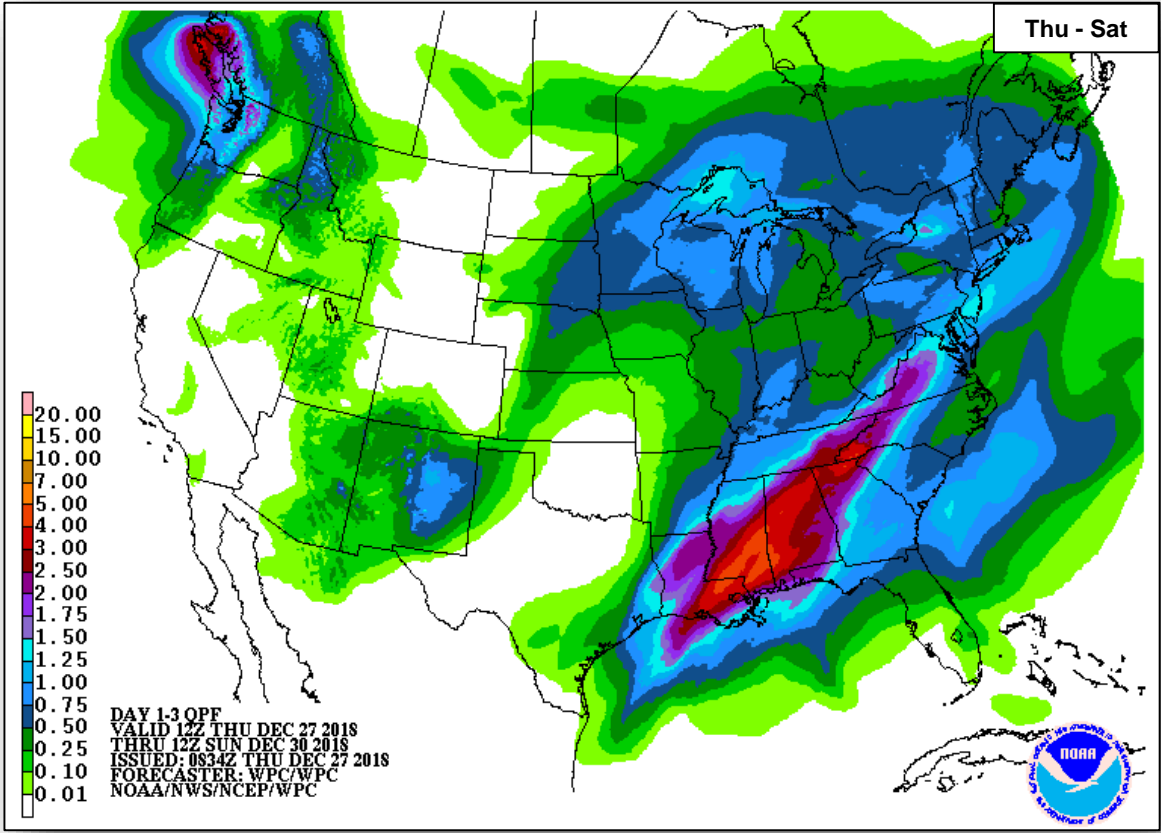 Thu - Sat
20.00
15.00
10.00
7.00
5.00
4.00
3.00
2.50
2.00
1.75
1.50
1.25
1.00
0.75
0.50
0.25
0.10
0.01
DAY 1-3 QPF
VALID 12Z THU DEC 27 2018
THRU 12Z SUN DEC 30 2018
ISSUED: 0834Z THU DEC 27 2018
FORECASTER: WPC/WPC
NOAA/NWS/NCEP/WPC
NOAA